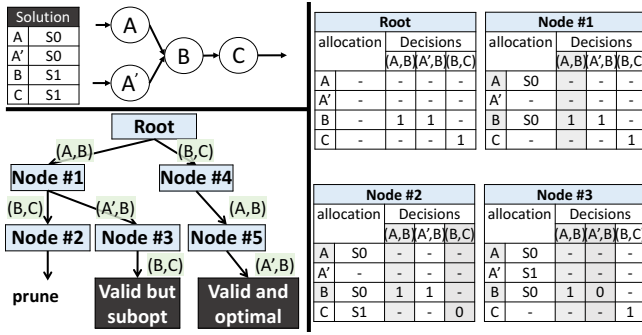 Solution
A S0
A' S0
B S1
C S1
A
A'
B
C
Root
(A,B)
(B,C)
Node #1
Node #4
(B,C)
(A',B)
(A,B)
Node #2
Node #3
Node #5
(B,C)
(A',B)
prune
Valid but subopt
Valid and optimal
Root
allocation Decisions
(A,B) (A',B) (B,C)
A - - - -
A' - - - -
B - 1 1 -
C - - - 1
Node #1
allocation Decisions
(A,B) (A',B) (B,C)
A S0 - - -
A' - - - -
B S0 1 1 -
C - - - 1
Node #2
allocation Decisions
(A,B) (A',B) (B,C)
A S0 - - -
A' - - - -
B S0 1 1 -
C S1 - - 0
Node #3
allocation Decisions
(A,B) (A',B) (B,C)
A S0 - - -
A' S1 - - -
B S0 1 0 -
C - - - 1